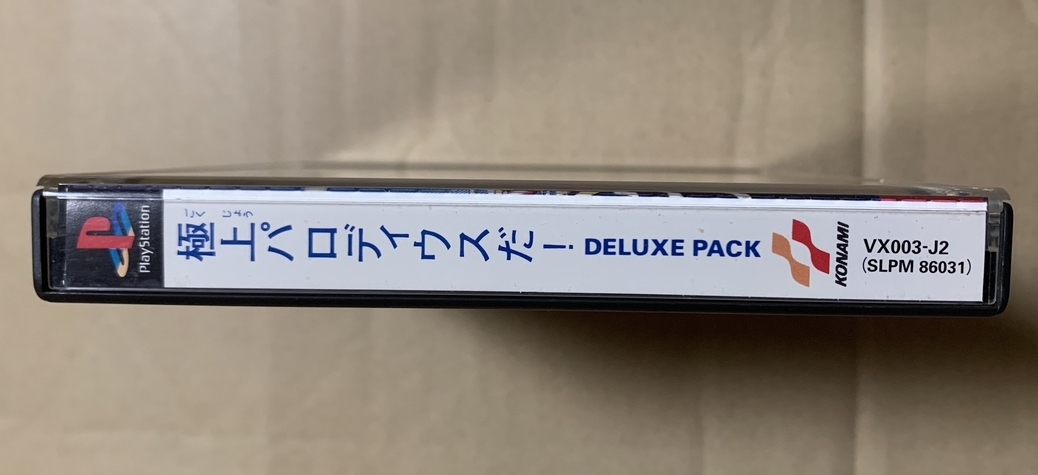 PlayStation
ごく じょう
極上パロディウスだ! DELUXE PACK
KONAMI
VX003-J2
(SLPM 86031)